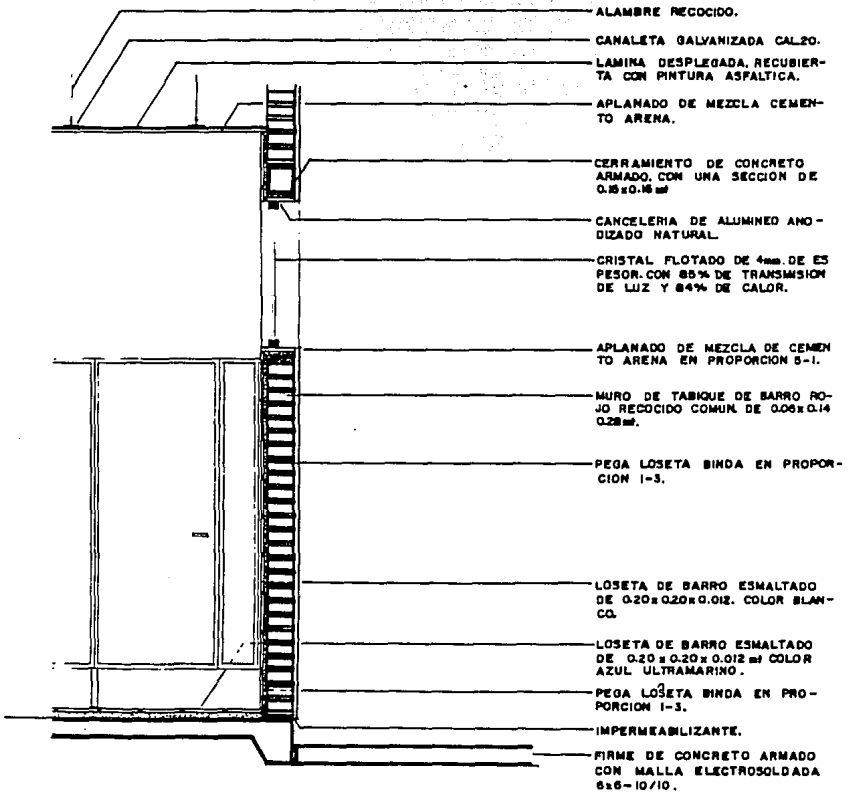 ALAMBRE RECOCIDO.
CANALETA GALVANIZADA CAL.20.
LAMINA DESPLEGADA, RECUBIER-
TA CON PINTURA ASFALTICA.
APLANADO DE MEZCLA CEMEN-
TO ARENA.
CERRAMIENTO DE CONCRETO
ARMADO, CON UNA SECCION DE
0.15x0.15 mt
CANCELERIA DE ALUMINEO ANO-
DIZADO NATURAL.
CRISTAL FLOTADO DE 4mm. DE ES
PESOR. CON 85% DE TRANSMISION
DE LUZ Y 84% DE CALOR.
APLANADO DE MEZCLA DE CEMEN
TO ARENA EN PROPORCION 5-1.
MURO DE TABIQUE DE BARRO RO-
JO RECOCIDO COMUN. DE 0.06x0.14
0.28 mt.
PEGA LOSETA BINDA EN PROPOR-
CION 1-3.
LOSETA DE BARRO ESMALTADO
DE 0.20x0.20x0.012. COLOR BLAN-
CO.
LOSETA DE BARRO ESMALTADO
DE 0.20x0.20x0.012 mt COLOR
AZUL ULTRAMARINO.
PEGA LOSETA BINDA EN PRO-
PORCION 1-3.
IMPERMEABILIZANTE.
FIRME DE CONCRETO ARMADO
CON MALLA ELECTROSOLDADA
6x6-10/10.